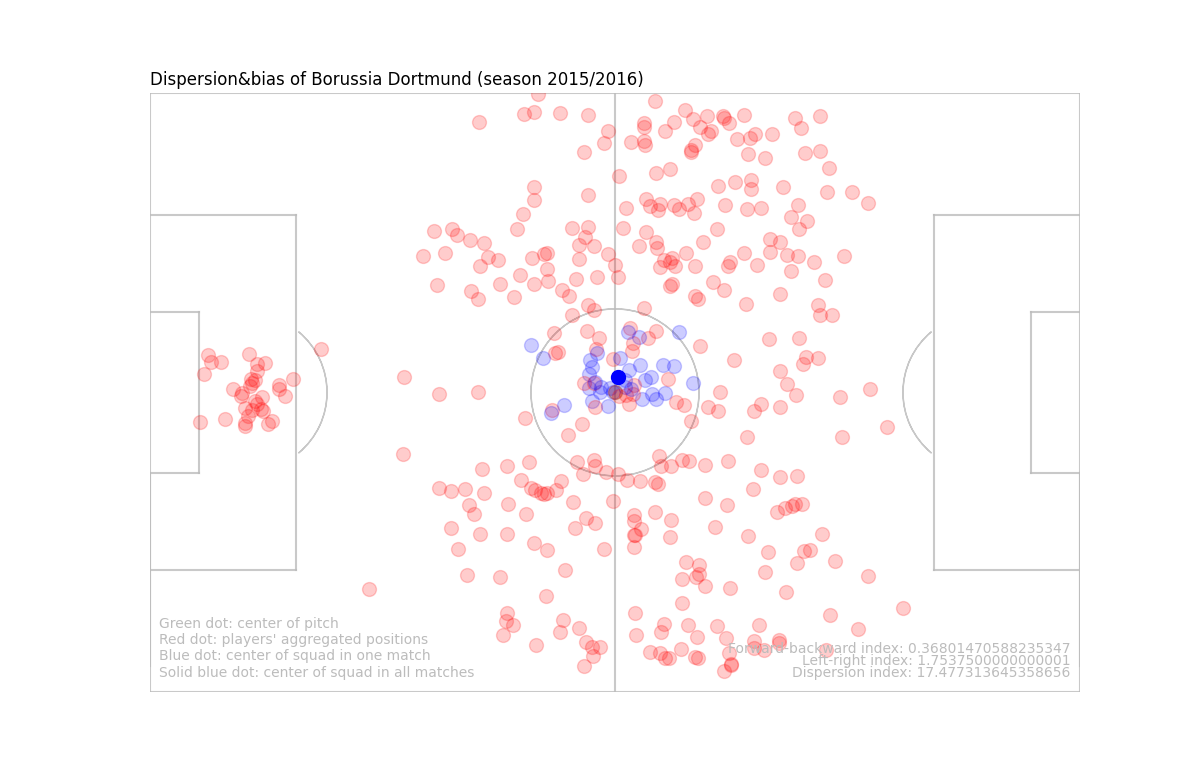 Dispersion&bias of Borussia Dortmund (season 2015/2016)
Green dot: center of pitch
Red dot: players' aggregated positions
Blue dot: center of squad in one match
Solid blue dot: center of squad in all matches
Forward-backward index: 0.36801470588235347
Left-right index: 1.7537500000000001
Dispersion index: 17.477313645358656